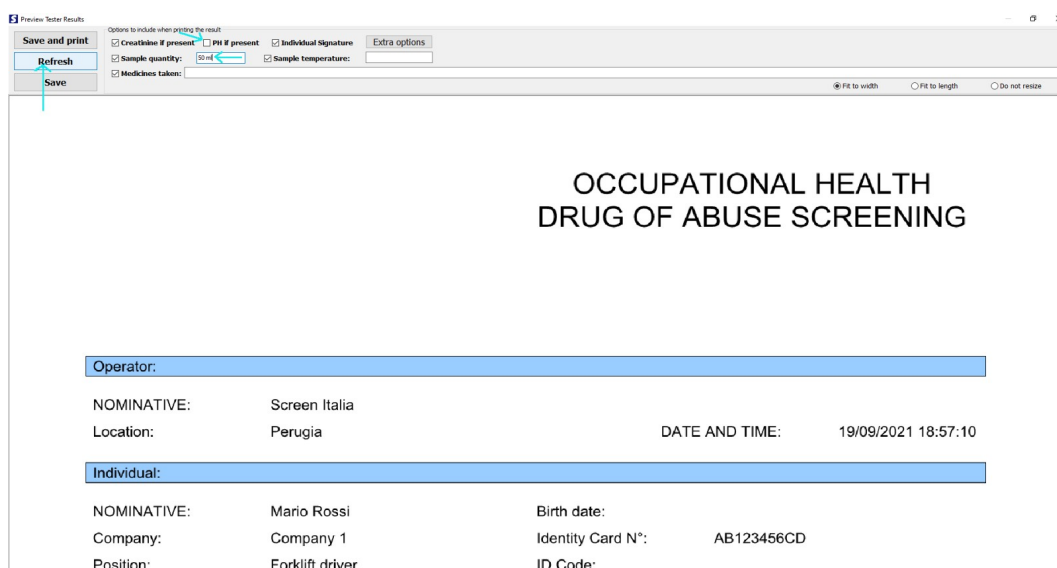 Preview Tester Results
Options to include when printing the result
Save and print
Creatinine if present PH if present Individual Signature Extra options
Refresh
Sample quantity: 50 ml Sample temperature:
Save
Medicines taken:
Fit to width Fit to length Do not resize
OCCUPATIONAL HEALTH
DRUG OF ABUSE SCREENING
Operator:
NOMINATIVE: Screen Italia
Location: Perugia DATE AND TIME: 19/09/2021 18:57:10
Individual:
NOMINATIVE: Mario Rossi Birth date:
Company: Company 1 Identity Card N°: AB123456CD
Position: Forklift driver ID Code: